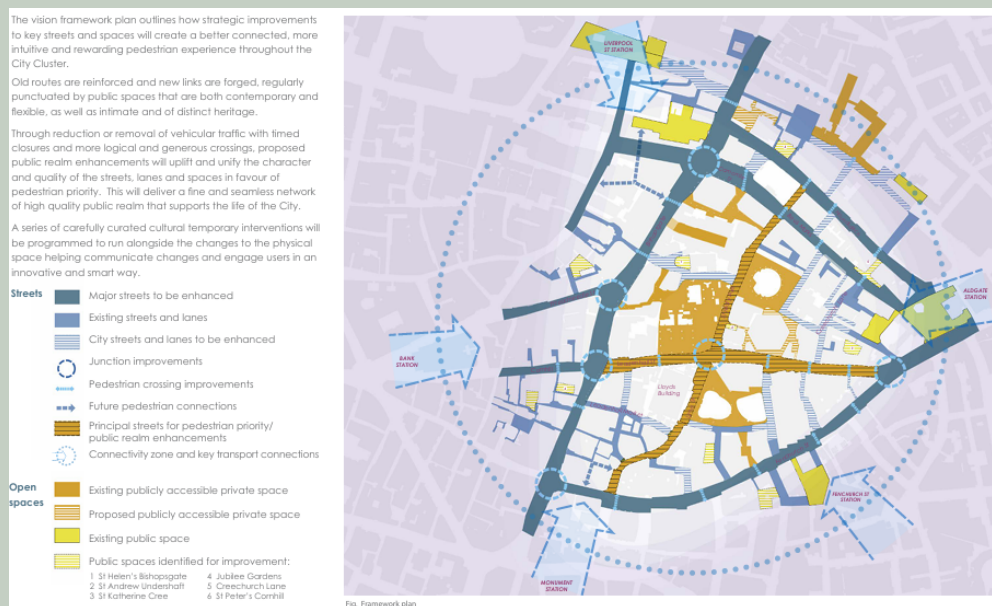 The vision framework plan outlines how strategic improvements
to key streets and spaces will create a better connected, more
intuitive and rewarding pedestrian experience throughout the
City Cluster.
Old routes are reinforced and new links are forged, regularly
punctuated by public spaces that are both contemporary and
flexible, as well as intimate and of distinct heritage.
Through reduction or removal of vehicular traffic with timed
closures and more logical and generous crossings, proposed
public realm enhancements will uplift and unify the character
and quality of the streets, lanes and spaces in favour of
pedestrian priority.  This will deliver a fine and seamless network
of high quality public realm that supports the life of the City.
A series of carefully curated cultural temporary interventions will
be programmed to run alongside the changes to the physical
space helping communicate changes and engage users in an
innovative and smart way.
Streets
Major streets to be enhanced
Existing streets and lanes
City streets and lanes to be enhanced
Junction improvements
Pedestrian crossing improvements
Future pedestrian connections
Principal streets for pedestrian priority/
public realm enhancements
Connectivity zone and key transport connections
Open
spaces
Existing publicly accessible private space
Proposed publicly accessible private space
Existing public space
Public spaces identified for improvement:
1 St Helen's Bishopsgate
2 St Andrew Undershaft
3 St Katherine Cree
4 Jubilee Gardens
5 Creechurch Lane
6 St Peter's Cornhill
LIVERPOOL
ST STATION
ALDGATE
STATION
BANK
STATION
Lloyds
Building
FENCHURCH ST
STATION
MONUMENT
STATION
Fig. Framework plan